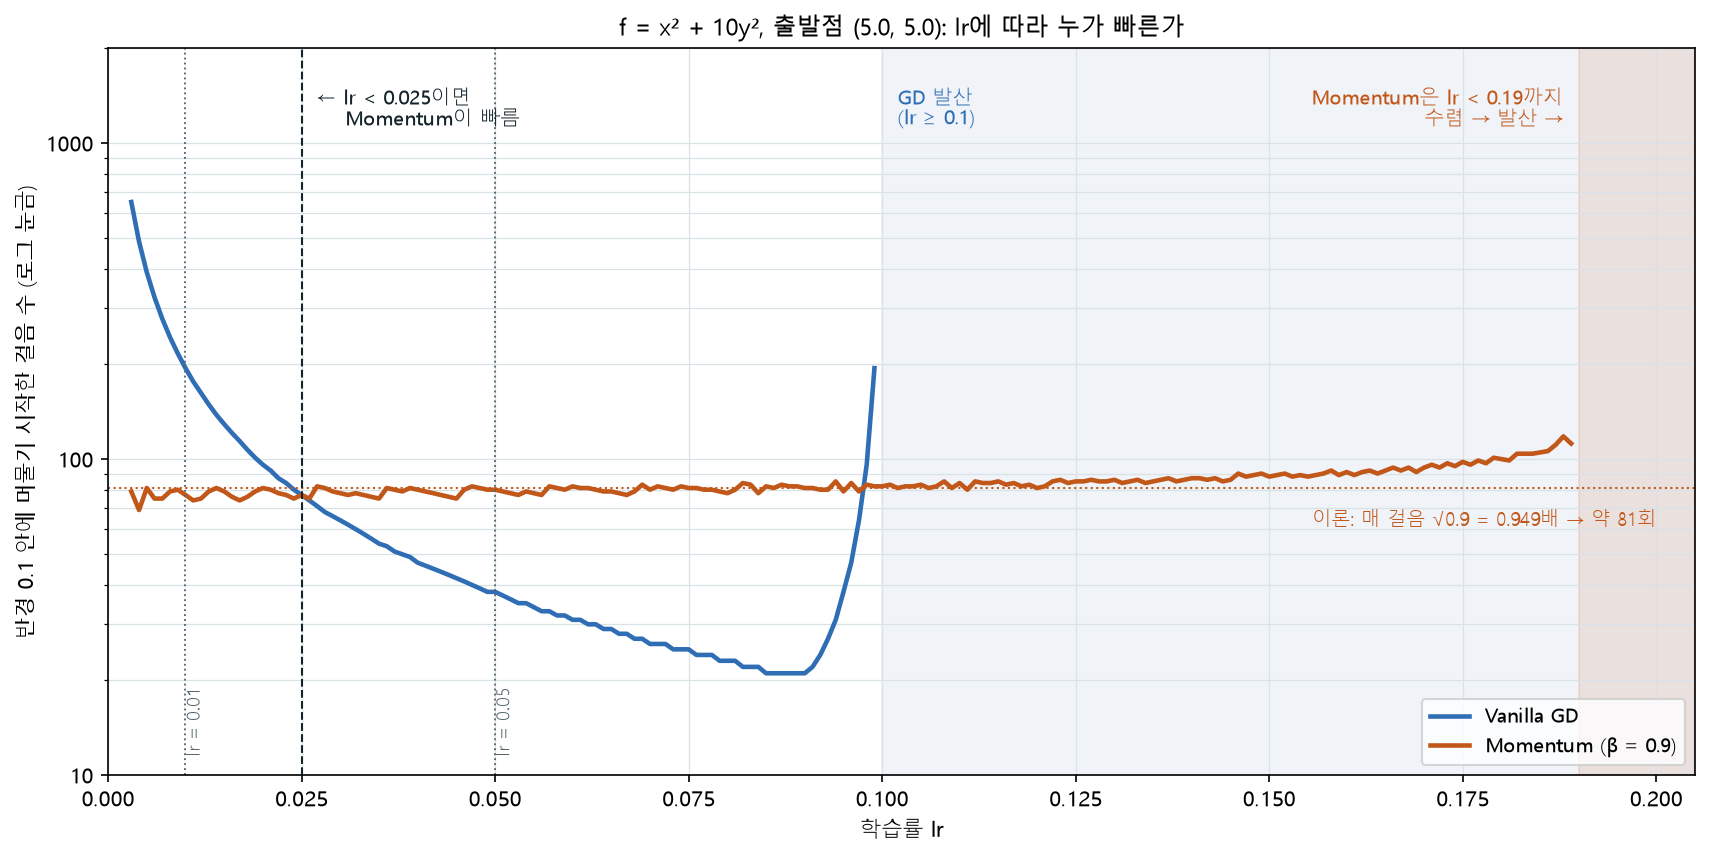 f = x² + 10y², 출발점 (5.0, 5.0): lr에 따라 누가 빠른가
반경 0.1 안에 머물기 시작한 걸음 수 (로그 눈금)
1000
100
10
← lr < 0.025이면
Momentum이 빠름
GD 발산
(lr ≥ 0.1)
Momentum은 lr < 0.19까지
수렴 → 발산 →
이론: 매 걸음 √0.9 = 0.949배 → 약 81회
lr = 0.01
lr = 0.05
Vanilla GD
Momentum (β = 0.9)
0.000 0.025 0.050 0.075 0.100 0.125 0.150 0.175 0.200
학습률 lr